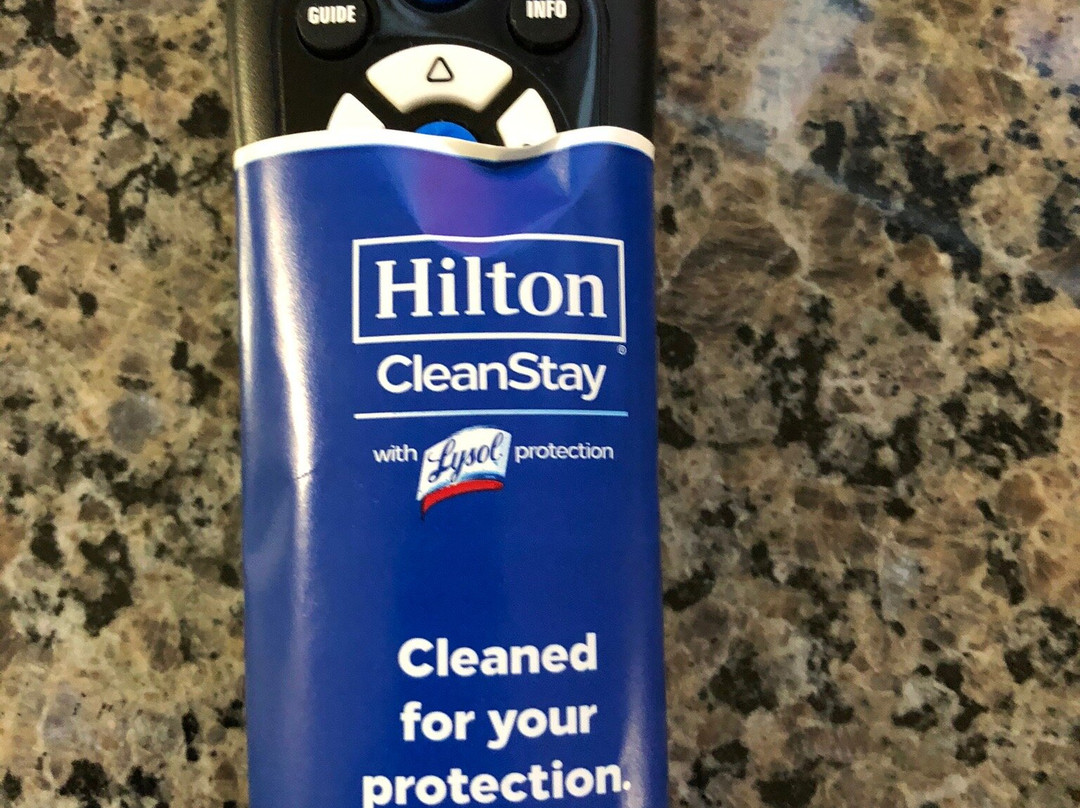 GUIDE INFO
Hilton
®
CleanStay
with Lysol protection
Cleaned
for your
protection.